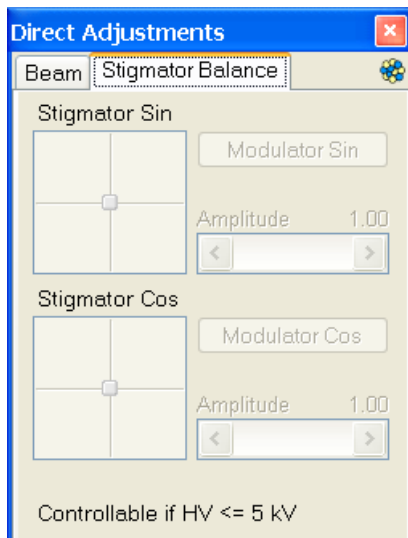 Direct Adjustments
Beam Stigmator Balance
Stigmator Sin
Modulator Sin
Amplitude 1.00
Stigmator Cos
Modulator Cos
Amplitude 1.00
Controllable if HV <= 5 kV